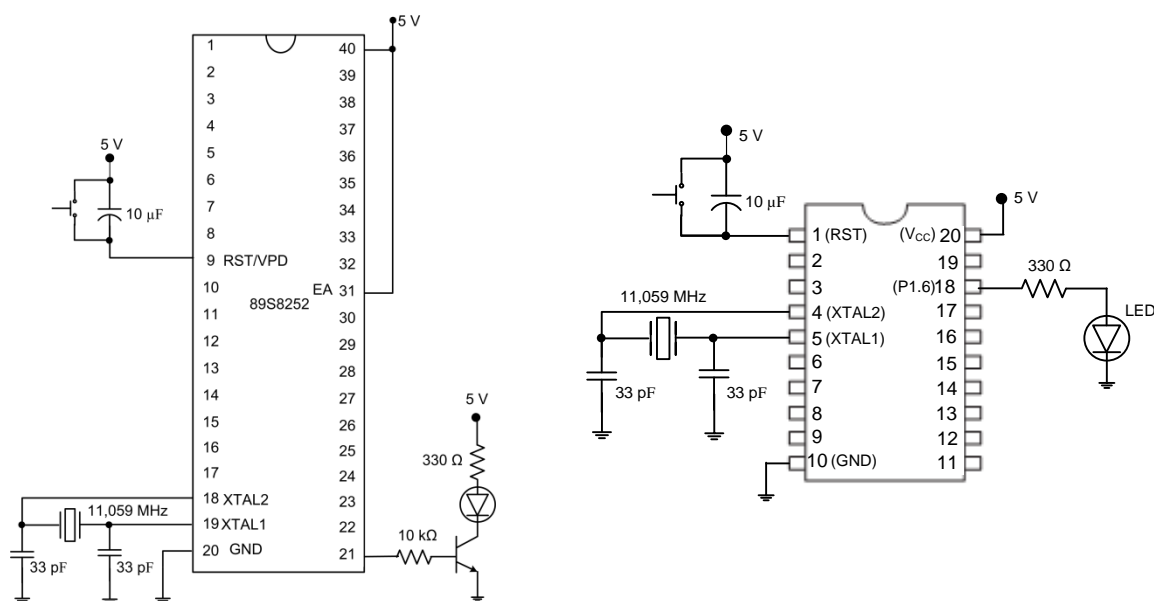 5 V
1 40
2 39
3 38
4 37
5 36
6 35
7 34
8 33
9 RST/VPD 32
10 EA 31
89S8252
11 30
12 29
13 28
14 27
15 26
16 25
17 24
18 XTAL2 23
19 XTAL1 22
20 GND 21
5 V
10 µF
11,059 MHz
33 pF 33 pF
5 V
330 Ω
10 kΩ
5 V
10 µF
5 V
1 (RST) (VCC) 20
2 19
3 (P1.6) 18
4 (XTAL2) 17
5 (XTAL1) 16
6 15
7 14
8 13
9 12
10 (GND) 11
11,059 MHz
33 pF 33 pF
330 Ω
LED